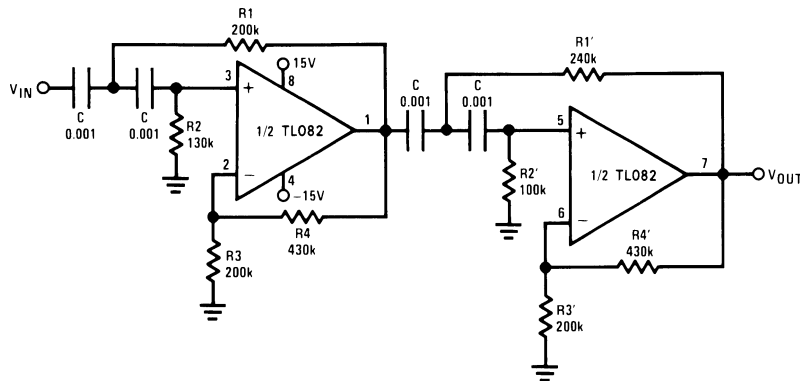 R1
200k
15V
8
V_IN
C
0.001
C
0.001
R2
130k
3
+
1/2 TL082
1
2
−
4
−15V
R4
430k
R3
200k
C
0.001
C
0.001
R1'
240k
R2'
100k
5
+
1/2 TL082
7
V_OUT
6
−
R4'
430k
R3'
200k